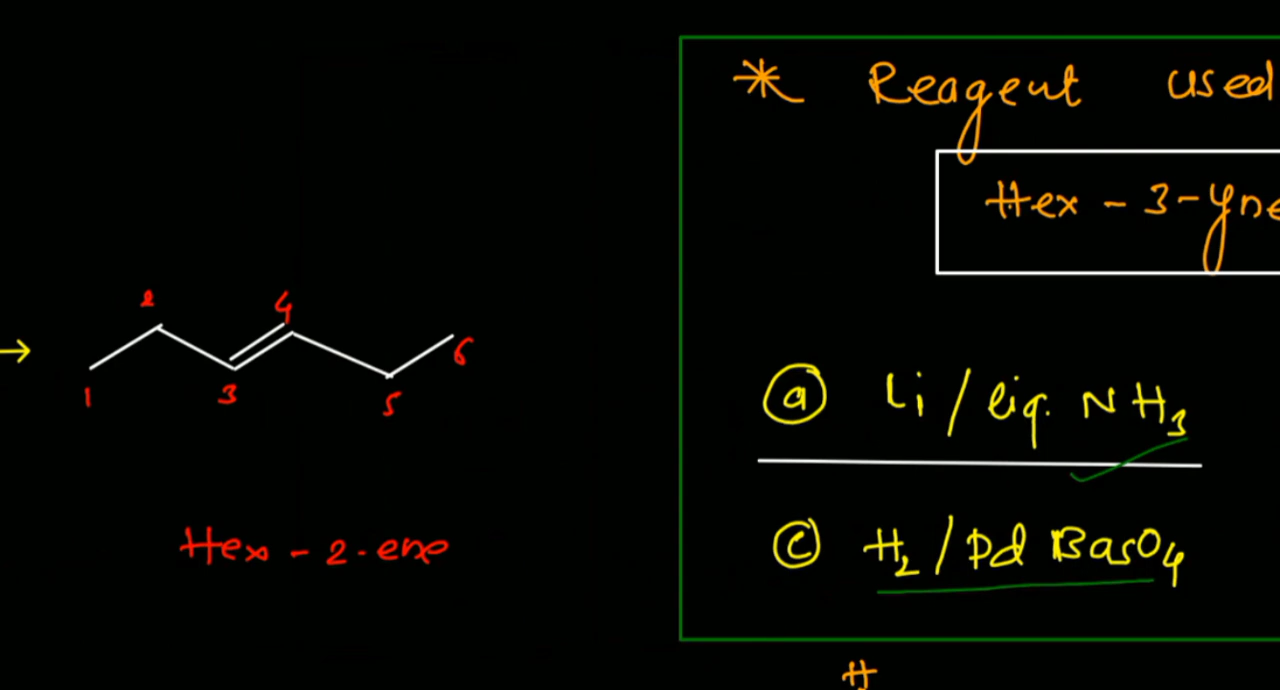 * Reagent used
Hex - 3 - yne
2 4
1 3 5 6
Hex - 2 - ene
(a) Li / liq. NH3
(c) H2 / Pd BaSO4
H